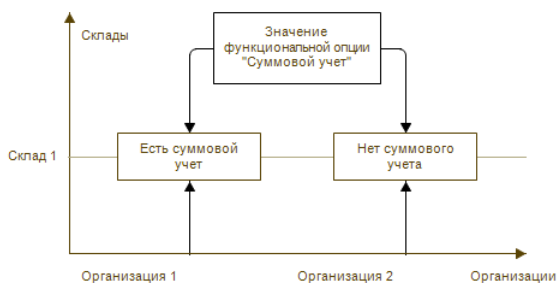 Склады
Значение
функциональной опции
"Суммовой учет"
Склад 1
Есть суммовой
учет
Нет суммового
учета
Организация 1
Организация 2
Организации